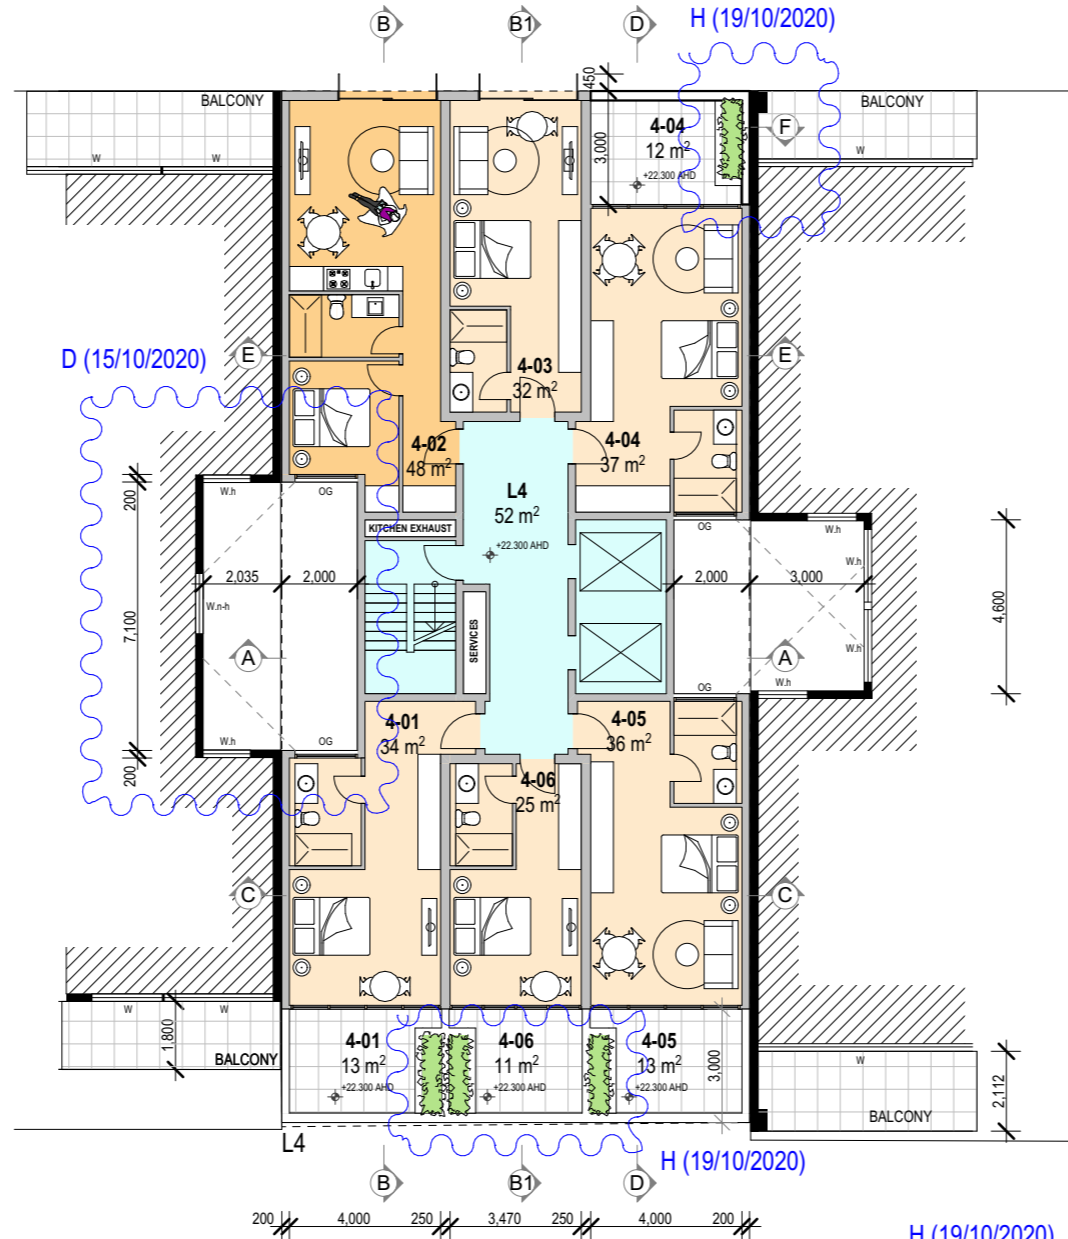 H (19/10/2020)
B
B1
D
450
BALCONY
BALCONY
4-04
12 m²
+22.300 AHD
3,000
F
W
W
W
D (15/10/2020)
E
E
4-03
32 m²
4-02
48 m²
4-04
37 m²
L4
52 m²
+22.300 AHD
KITCHEN EXHAUST
200
W.h
OG
OG
W.h
W.h
2,035
2,000
2,000
3,000
W.n-h
7,100
4,600
SERVICES
A
A
W.h
OG
W.h
4-01
34 m²
4-05
36 m²
W.h
OG
200
4-06
25 m²
C
C
W
W
1,800
BALCONY
4-01
13 m²
+22.300 AHD
4-06
11 m²
+22.300 AHD
4-05
13 m²
+22.300 AHD
3,000
W
2,112
BALCONY
L4
H (19/10/2020)
B
B1
D
200
4,000
250
3,470
250
4,000
200
H (19/10/2020)